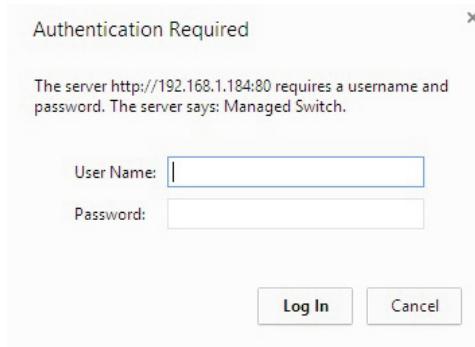 Authentication Required
The server http://192.168.1.184:80 requires a username and
password. The server says: Managed Switch.
User Name:
Password:
Log In Cancel